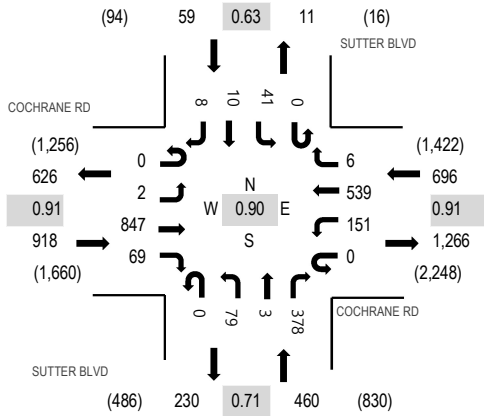 (94) 59 0.63 11 (16)
SUTTER BLVD
COCHRANE RD
8 10 41 0
(1,256) (1,422)
626 0 6 696
0.91 2 N 539 0.91
W 0.90 E
918 847 S 151 1,266
(1,660) 69 0 (2,248)
0 79 3 378
COCHRANE RD
SUTTER BLVD
(486) 230 0.71 460 (830)